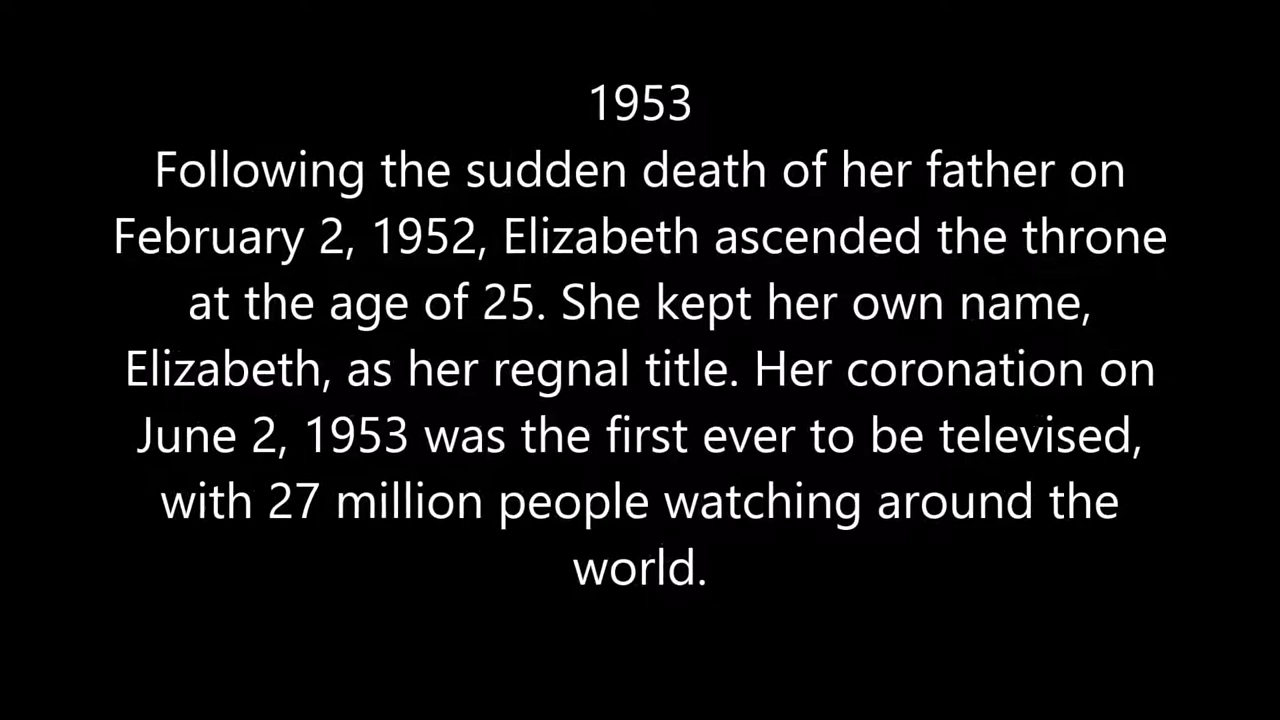 1953
Following the sudden death of her father on
February 2, 1952, Elizabeth ascended the throne
at the age of 25. She kept her own name,
Elizabeth, as her regnal title. Her coronation on
June 2, 1953 was the first ever to be televised,
with 27 million people watching around the
world.